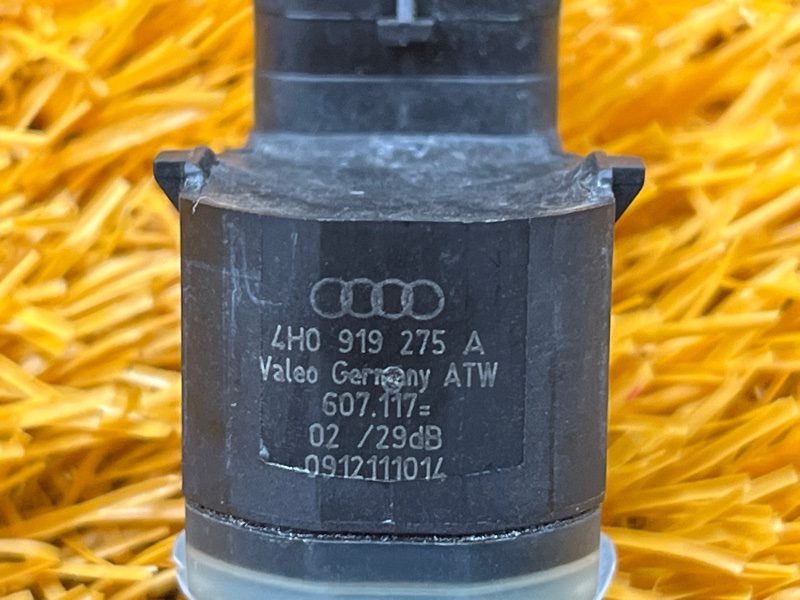 4H0 919 275 A
Valeo Germany ATW
607.117=
02 /29dB
0912111014